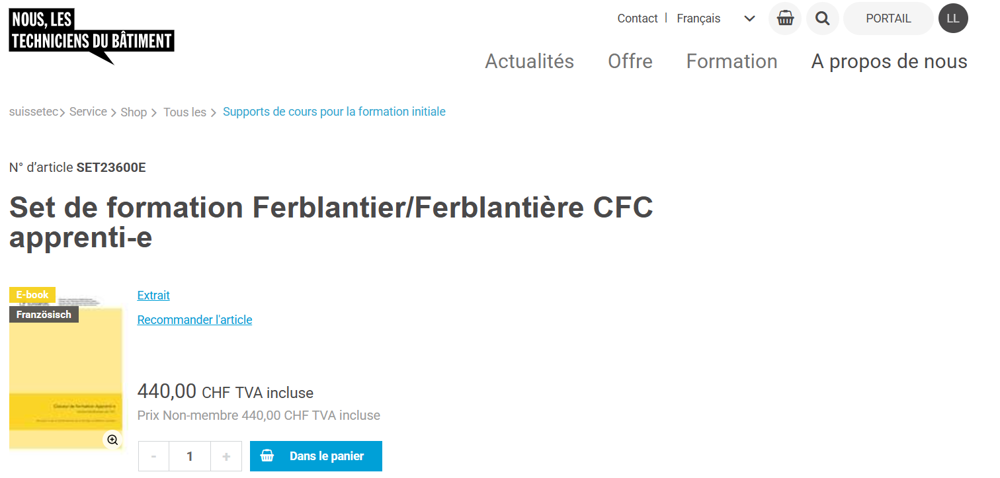 NOUS, LES
TECHNICIENS DU BÂTIMENT
Contact | Français
PORTAIL
LL
Actualités Offre Formation A propos de nous
suissetec > Service > Shop > Tous les > Supports de cours pour la formation initiale
N° d’article SET23600E
Set de formation Ferblantier/Ferblantière CFC
apprenti-e
E-book
Französisch
Extrait
Recommander l'article
440,00 CHF TVA incluse
Prix Non-membre 440,00 CHF TVA incluse
- 1 + Dans le panier